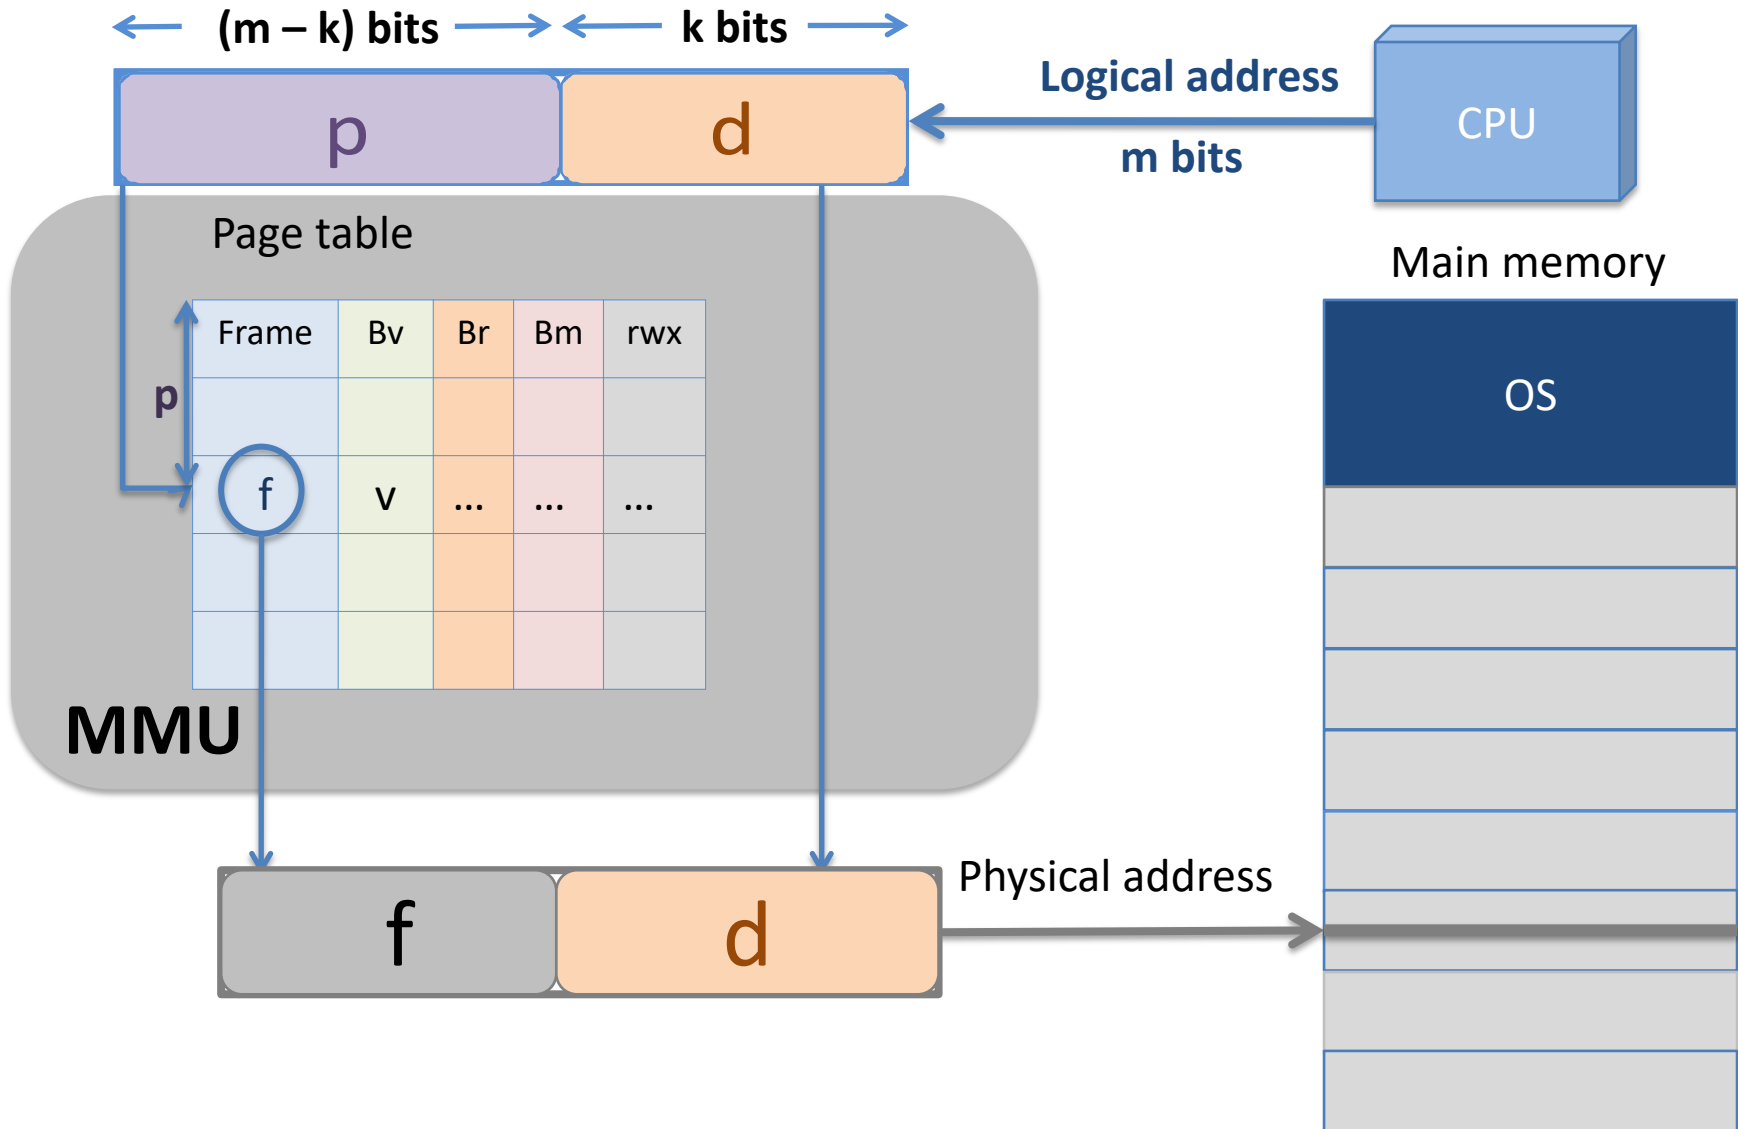 (m – k) bits
k bits
p
d
Logical address
m bits
CPU
Page table
Main memory
Frame Bv Br Bm rwx
p
OS
f v ... ... ...
MMU
f
d
Physical address